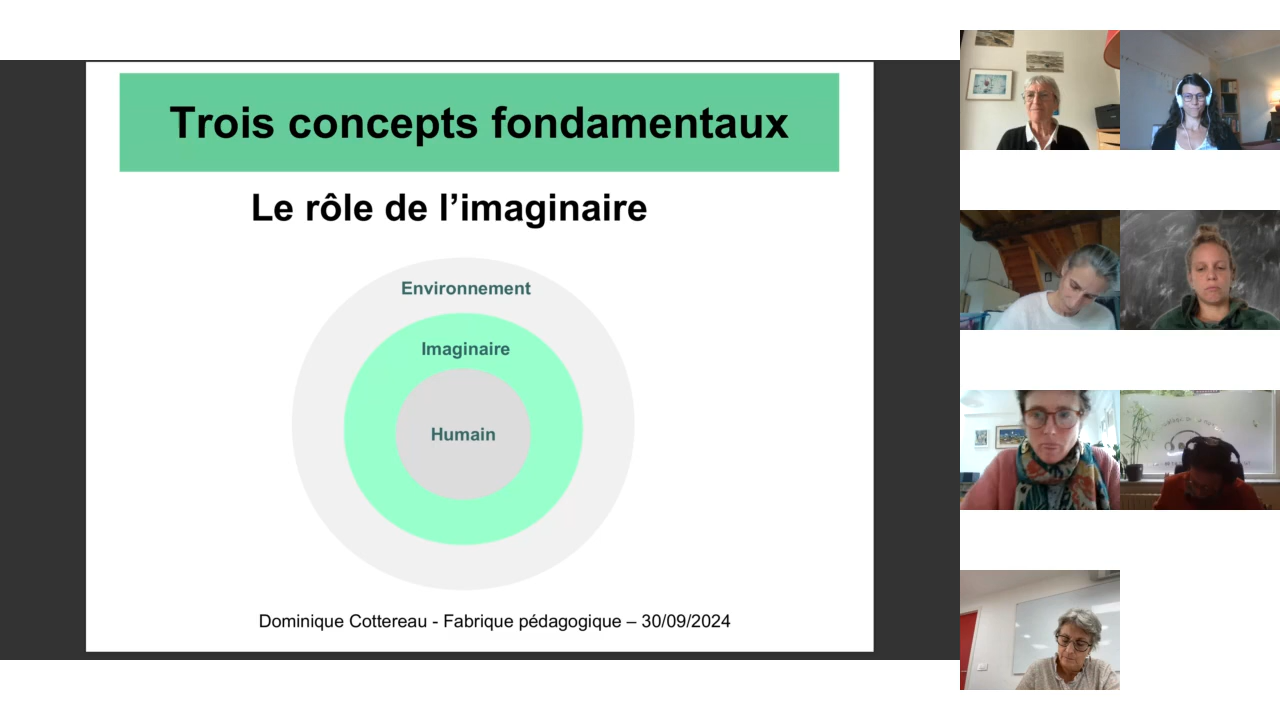 Trois concepts fondamentaux
Le rôle de l’imaginaire
Environnement
Imaginaire
Humain
Dominique Cottereau - Fabrique pédagogique – 30/09/2024